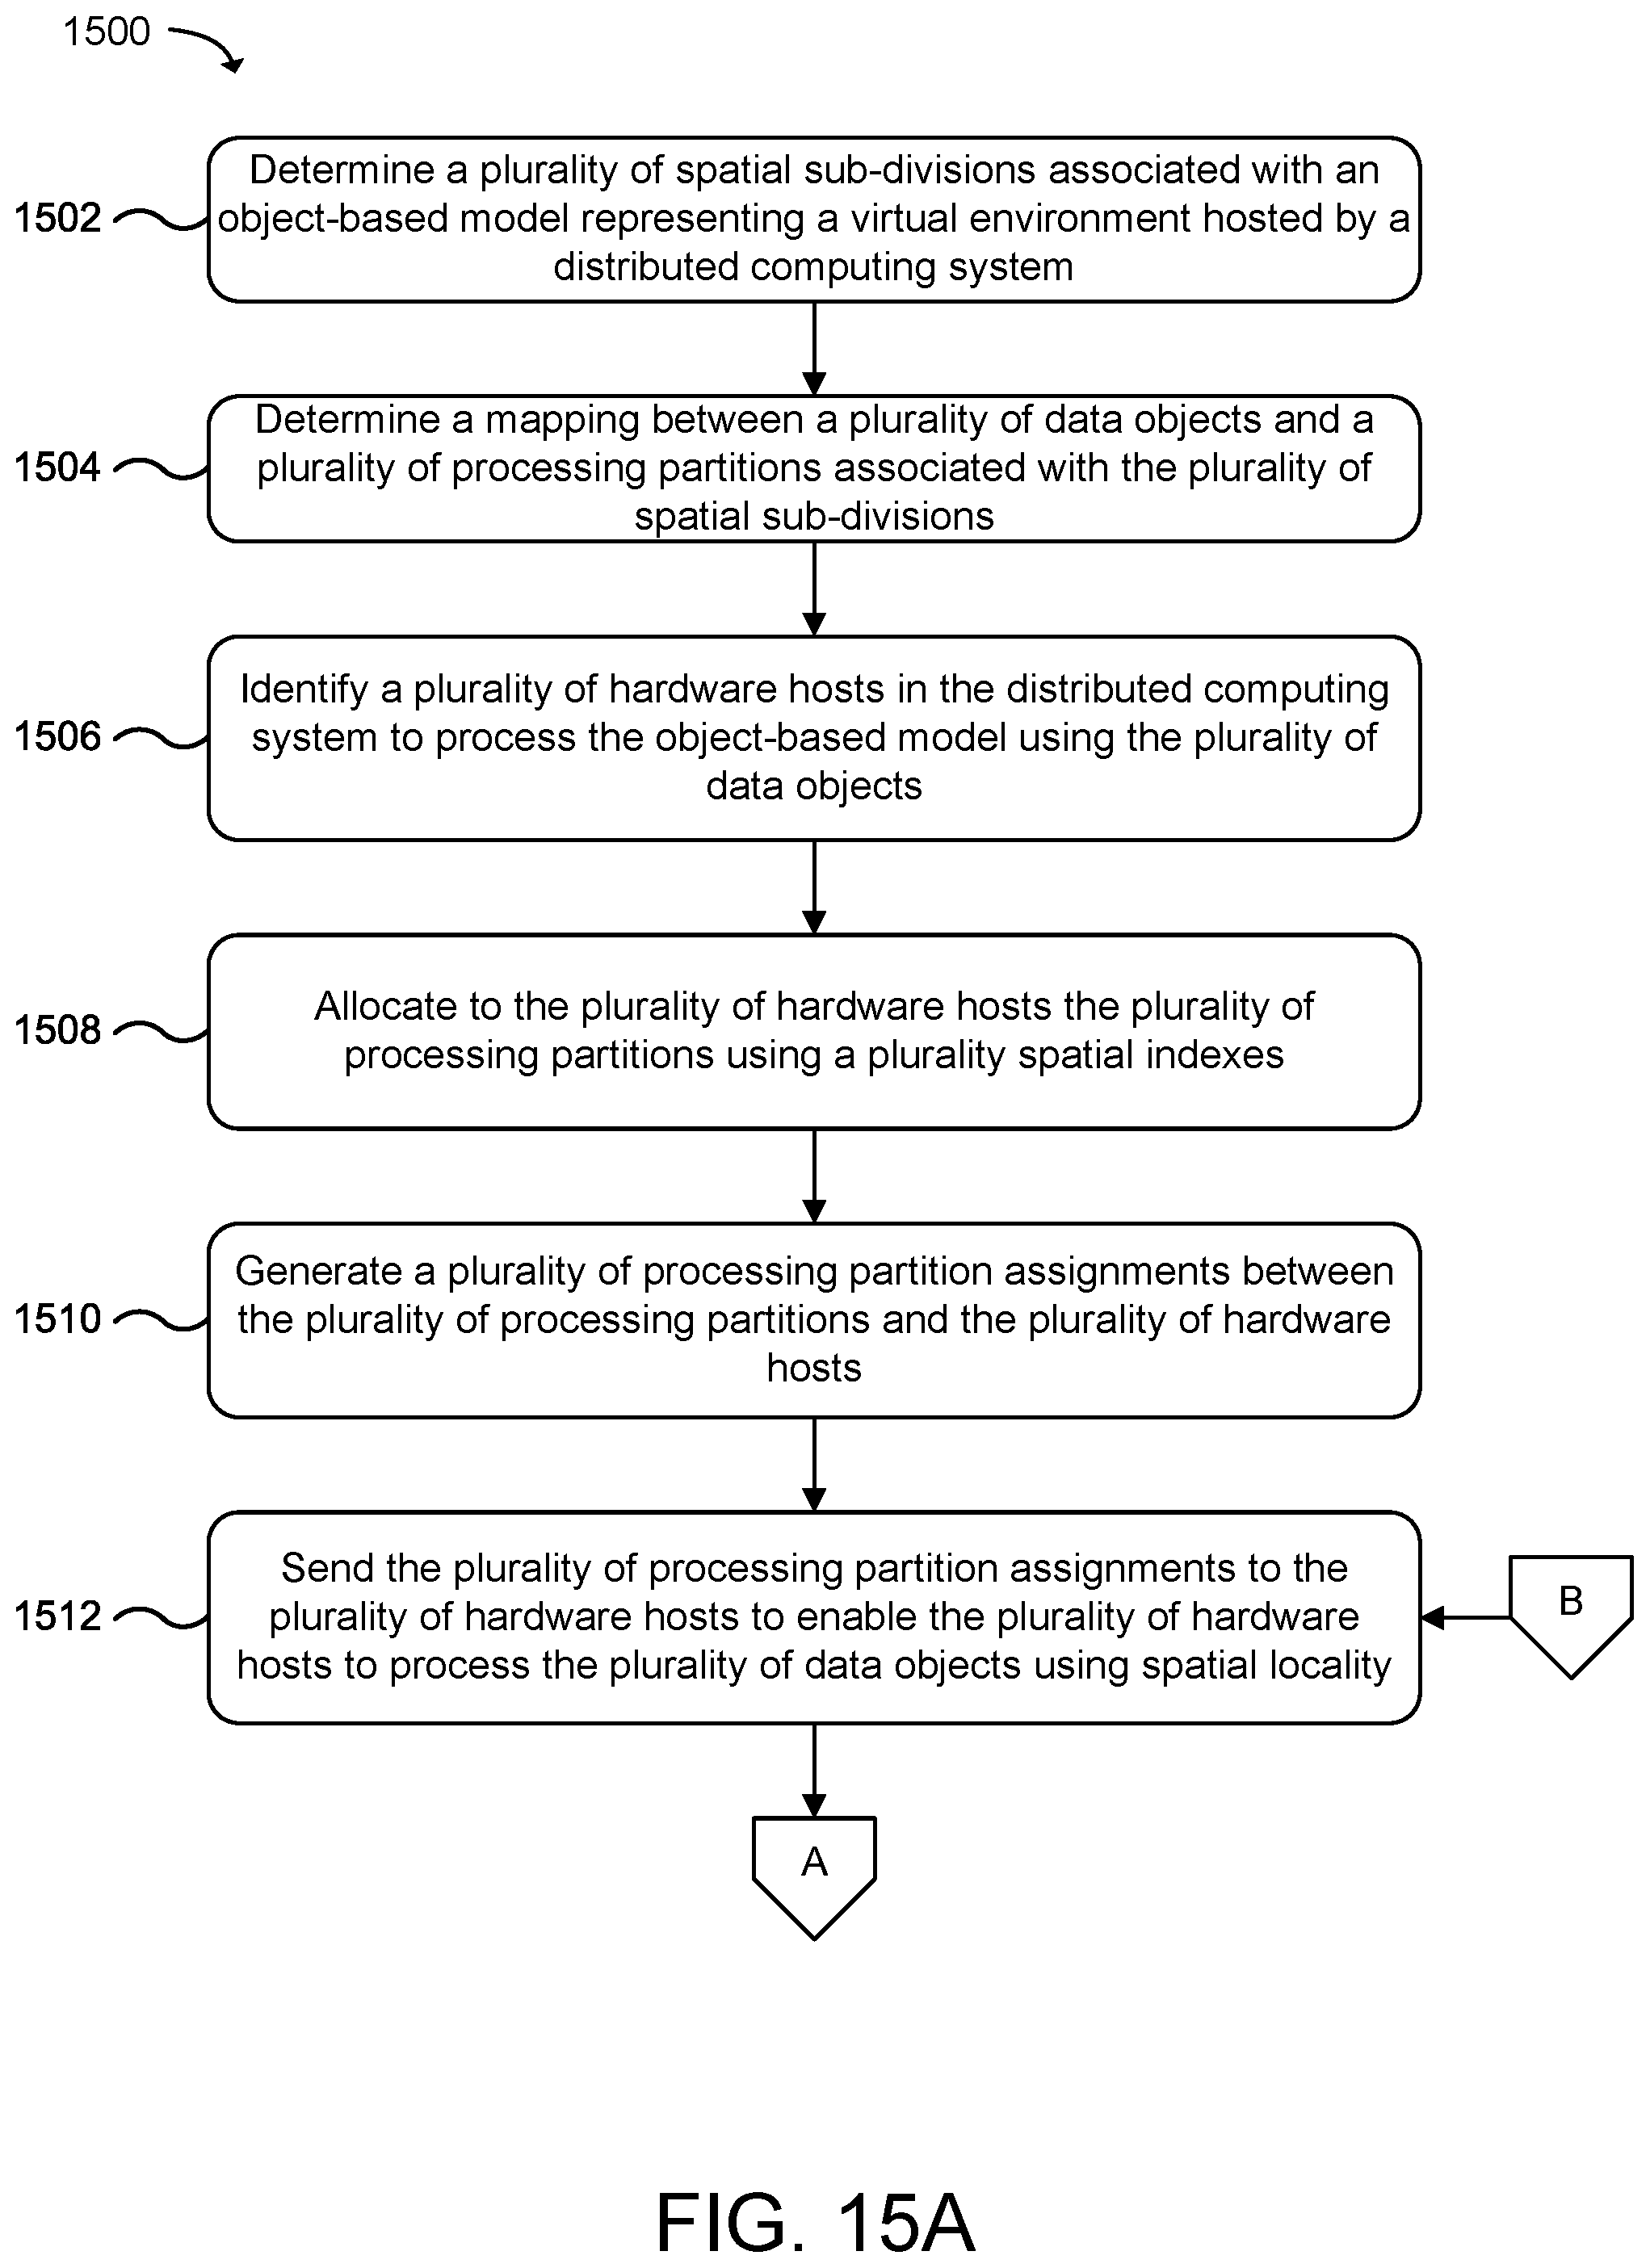 1500
1502
Determine a plurality of spatial sub-divisions associated with an
object-based model representing a virtual environment hosted by a
distributed computing system
1504
Determine a mapping between a plurality of data objects and a
plurality of processing partitions associated with the plurality of
spatial sub-divisions
1506
Identify a plurality of hardware hosts in the distributed computing
system to process the object-based model using the plurality of
data objects
1508
Allocate to the plurality of hardware hosts the plurality of
processing partitions using a plurality spatial indexes
1510
Generate a plurality of processing partition assignments between
the plurality of processing partitions and the plurality of hardware
hosts
1512
Send the plurality of processing partition assignments to the
plurality of hardware hosts to enable the plurality of hardware
hosts to process the plurality of data objects using spatial locality
B
A
FIG. 15A